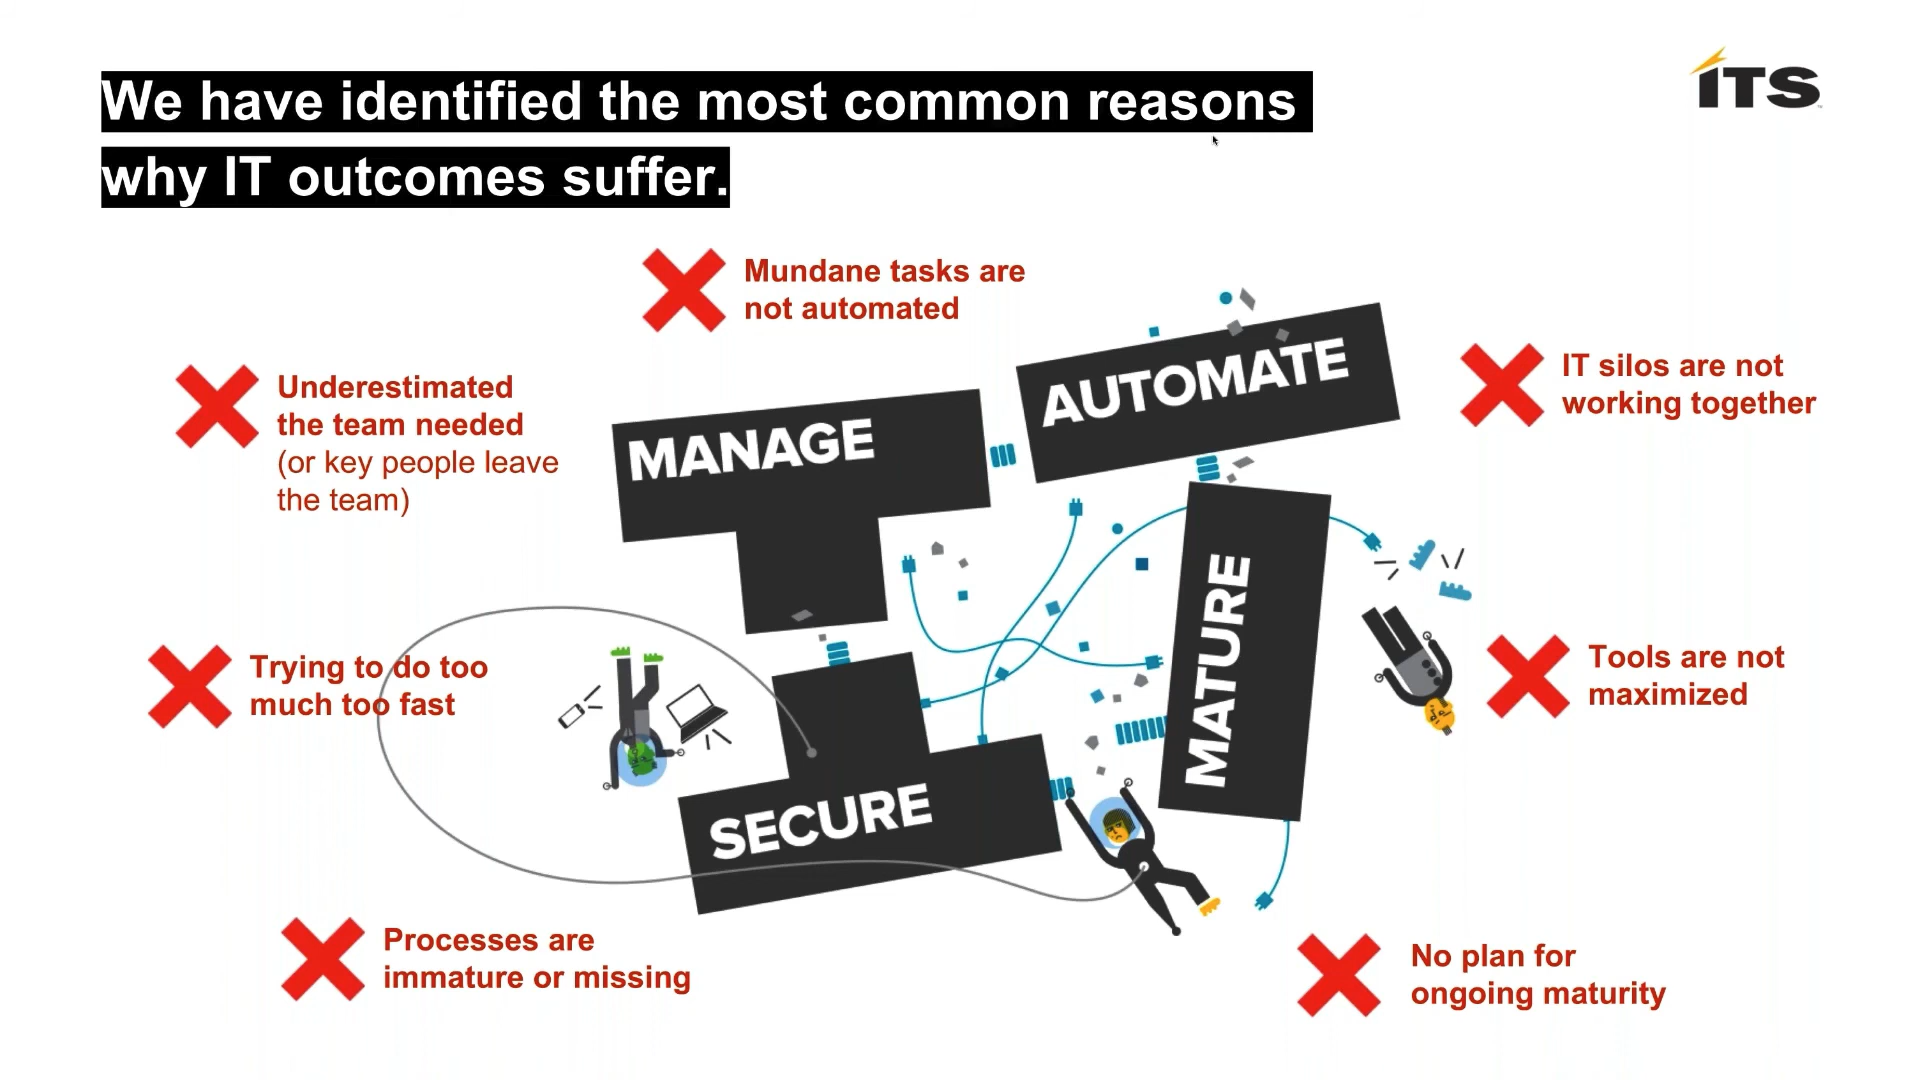 We have identified the most common reasons
why IT outcomes suffer.
ITS
Mundane tasks are
not automated
Underestimated
the team needed
(or key people leave
the team)
IT silos are not
working together
MANAGE
AUTOMATE
Trying to do too
much too fast
MATURE
Tools are not
maximized
SECURE
Processes are
immature or missing
No plan for
ongoing maturity